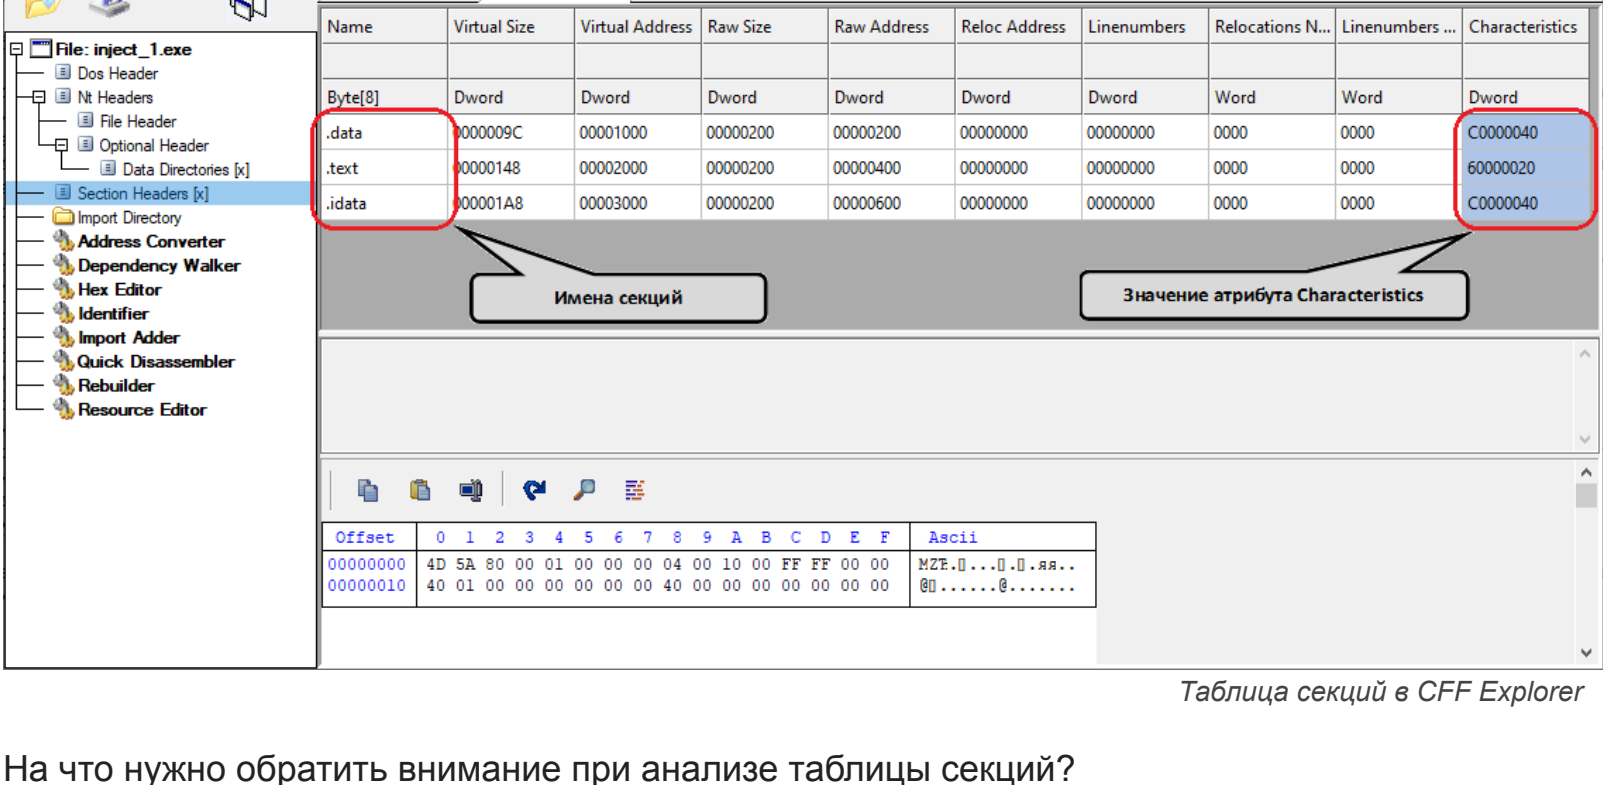 File: inject_1.exe
Dos Header
Nt Headers
File Header
Optional Header
Data Directories [x]
Section Headers [x]
Import Directory
Address Converter
Dependency Walker
Hex Editor
Identifier
Import Adder
Quick Disassembler
Rebuilder
Resource Editor
Name Virtual Size Virtual Address Raw Size Raw Address Reloc Address Linenumbers Relocations N... Linenumbers ... Characteristics
Byte[8] Dword Dword Dword Dword Dword Dword Word Word Dword
.data 0000009C 00001000 00000200 00000200 00000000 00000000 0000 0000 C0000040
.text 00000148 00002000 00000200 00000400 00000000 00000000 0000 0000 60000020
.idata 000001A8 00003000 00000200 00000600 00000000 00000000 0000 0000 C0000040
Имена секций
Значение атрибута Characteristics
Offset 0 1 2 3 4 5 6 7 8 9 A B C D E F Ascii
00000000 4D 5A 80 00 01 00 00 00 04 00 10 00 FF FF 00 00 MZЂ.▯...▯.▯.яя..
00000010 40 01 00 00 00 00 00 00 40 00 00 00 00 00 00 00 @▯......@.......
Таблица секций в CFF Explorer
На что нужно обратить внимание при анализе таблицы секций?